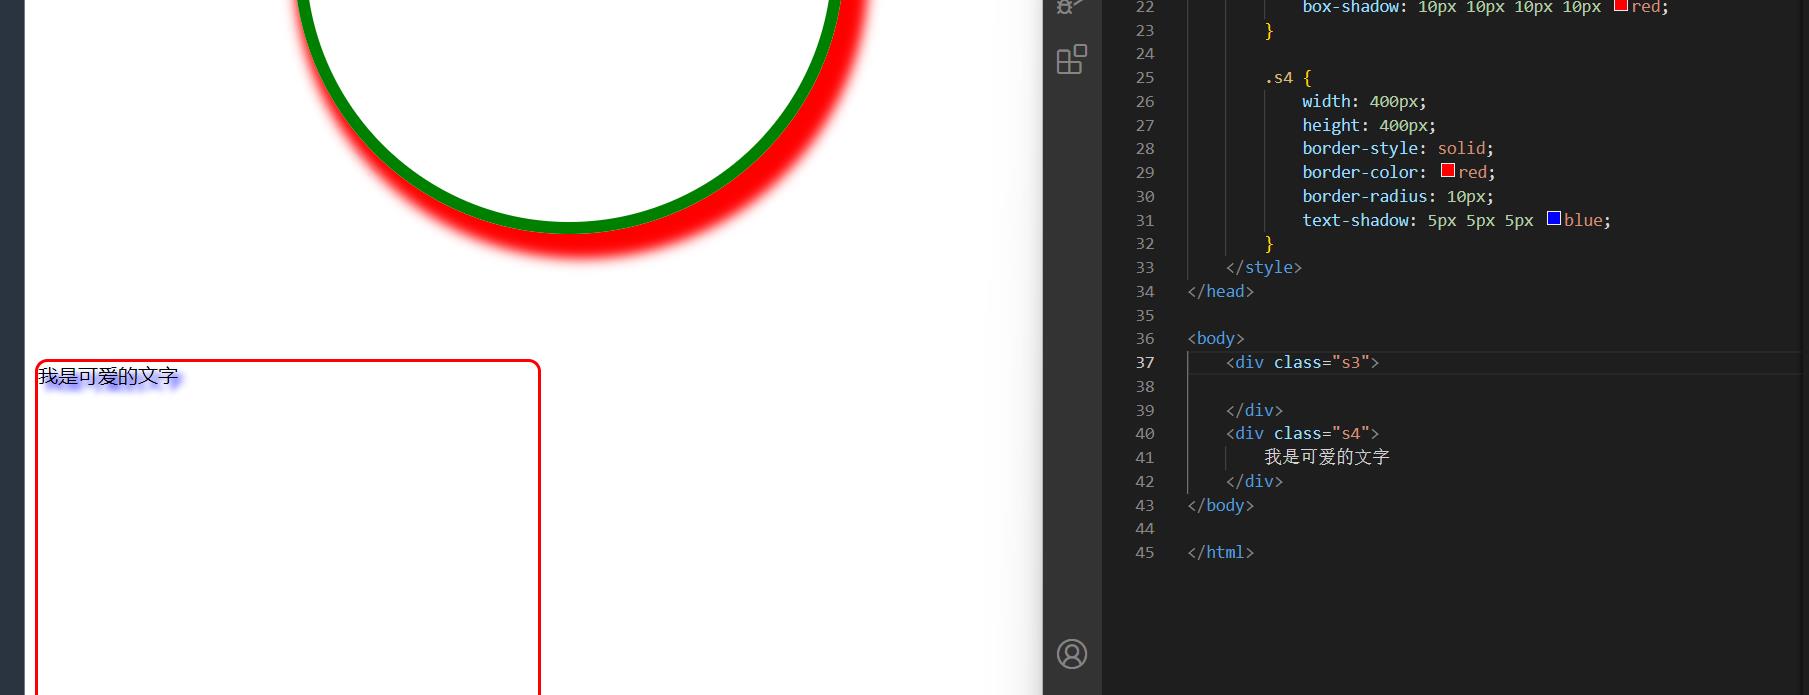 我是可爱的文字
22 box-shadow: 10px 10px 10px 10px red;
23 }
24
25 .s4 {
26 width: 400px;
27 height: 400px;
28 border-style: solid;
29 border-color: red;
30 border-radius: 10px;
31 text-shadow: 5px 5px 5px blue;
32 }
33 </style>
34 </head>
35
36 <body>
37 <div class="s3">
38
39 </div>
40 <div class="s4">
41 我是可爱的文字
42 </div>
43 </body>
44
45 </html>